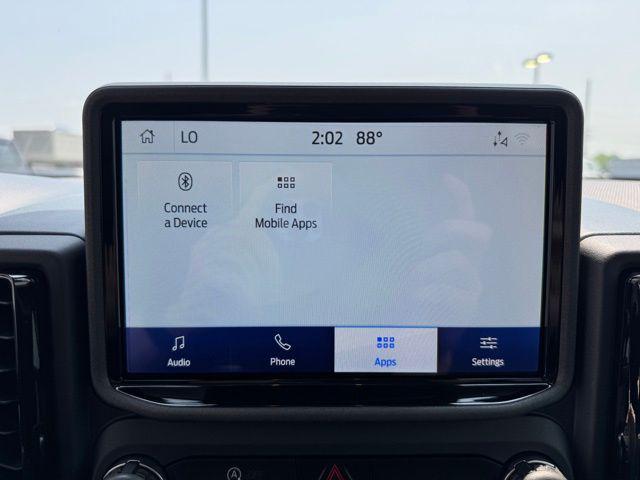 LO 2:02 88°
Connect
a Device
Find
Mobile Apps
Audio Phone Apps Settings